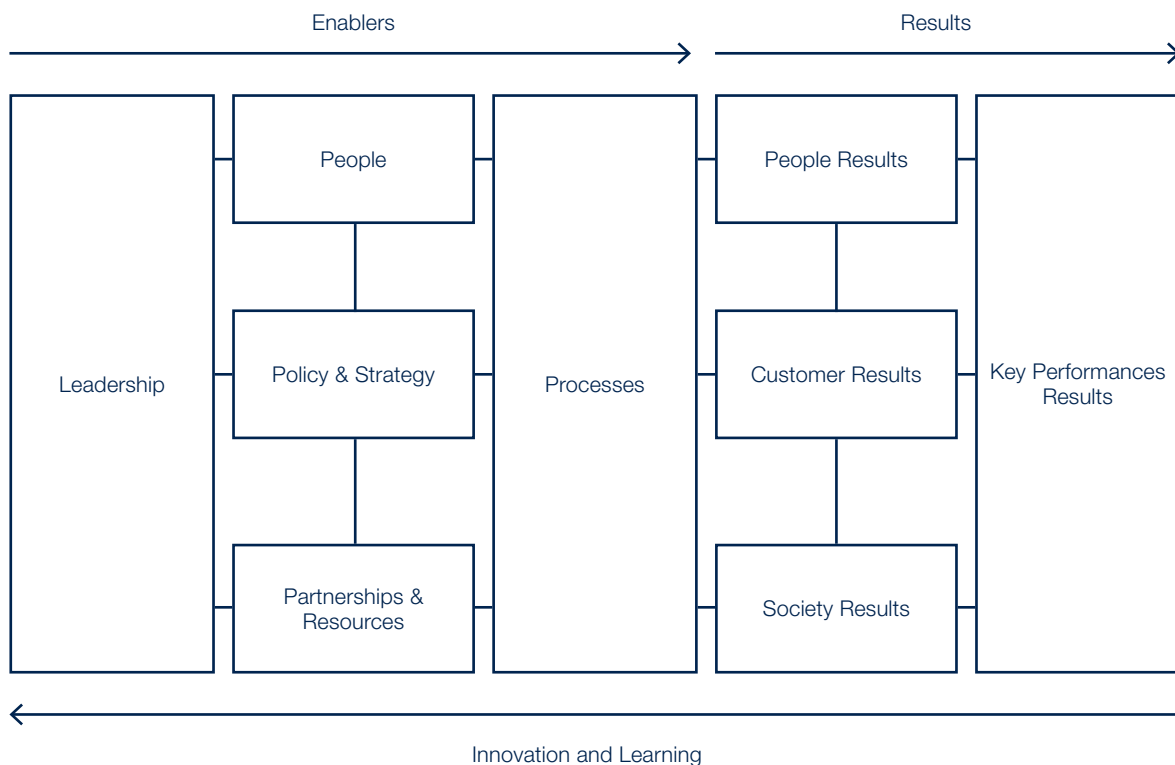 Enablers
Results
People
People Results
Leadership
Policy & Strategy
Processes
Customer Results
Key Performances
Results
Partnerships &
Resources
Society Results
Innovation and Learning